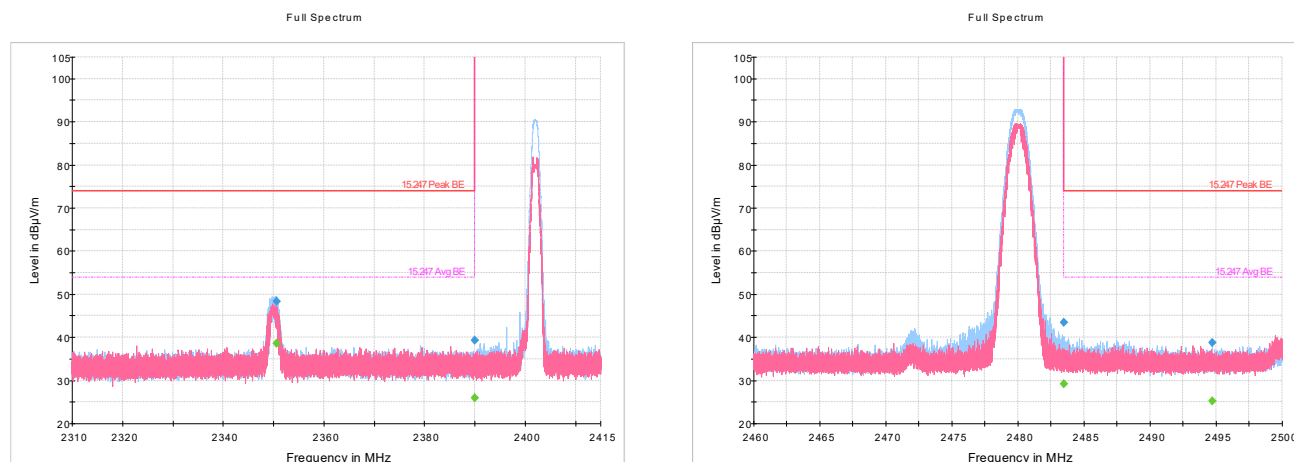 Full Spectrum
105
100
90
80
70
60
50
40
30
20
Level in dBµV/m
15.247 Peak BE
15.247 Avg BE
2310 2320 2340 2360 2380 2400 2415
Frequency in MHz
Full Spectrum
105
100
90
80
70
60
50
40
30
20
Level in dBµV/m
15.247 Peak BE
15.247 Avg BE
2460 2465 2470 2475 2480 2485 2490 2495 2500
Frequency in MHz